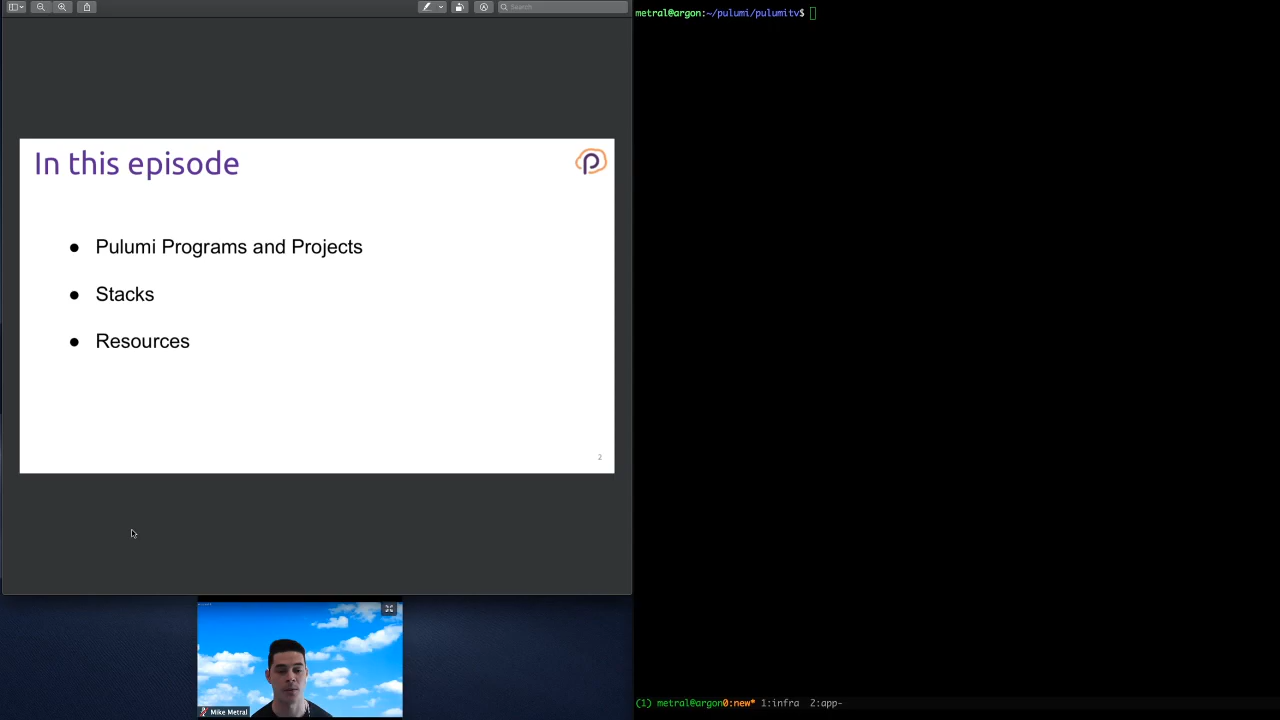 Search
In this episode
● Pulumi Programs and Projects
● Stacks
● Resources
2
Mike Metral
metral@argon:~/pulumi/pulumitv$
(1) metral@argon0:new* 1:infra 2:app-